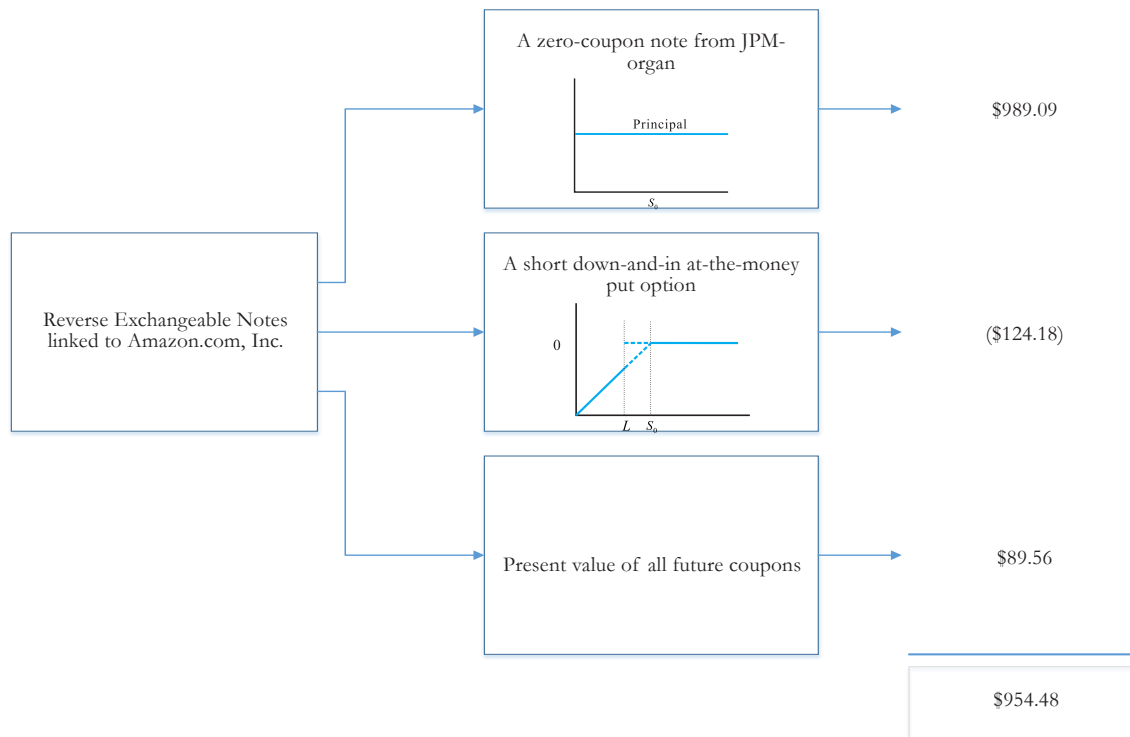 A zero-coupon note from JPM-
organ
Principal
S₀
$989.09
Reverse Exchangeable Notes
linked to Amazon.com, Inc.
A short down-and-in at-the-money
put option
0
L
S₀
($124.18)
Present value of all future coupons
$89.56
$954.48